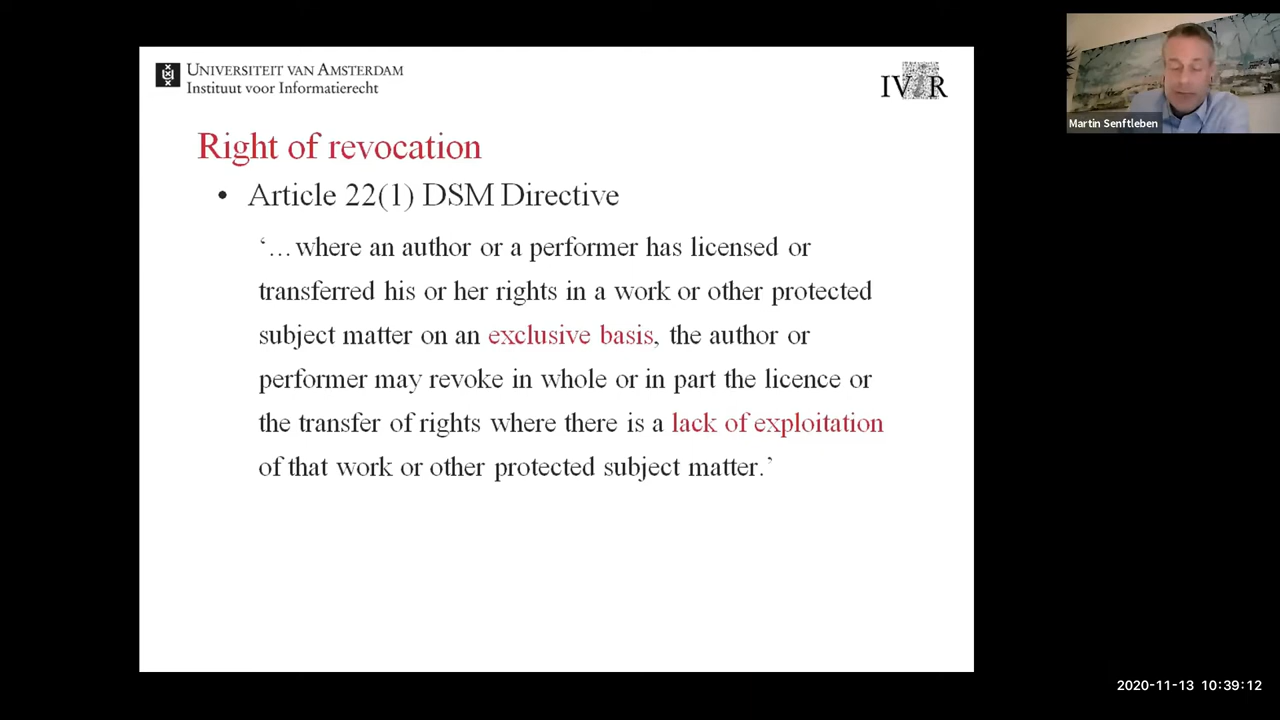 UNIVERSITEIT VAN AMSTERDAM
Instituut voor Informatierecht
IViR
Martin Senftleben
Right of revocation
• Article 22(1) DSM Directive
‘…where an author or a performer has licensed or
transferred his or her rights in a work or other protected
subject matter on an exclusive basis, the author or
performer may revoke in whole or in part the licence or
the transfer of rights where there is a lack of exploitation
of that work or other protected subject matter.’
2020-11-13 10:39:12